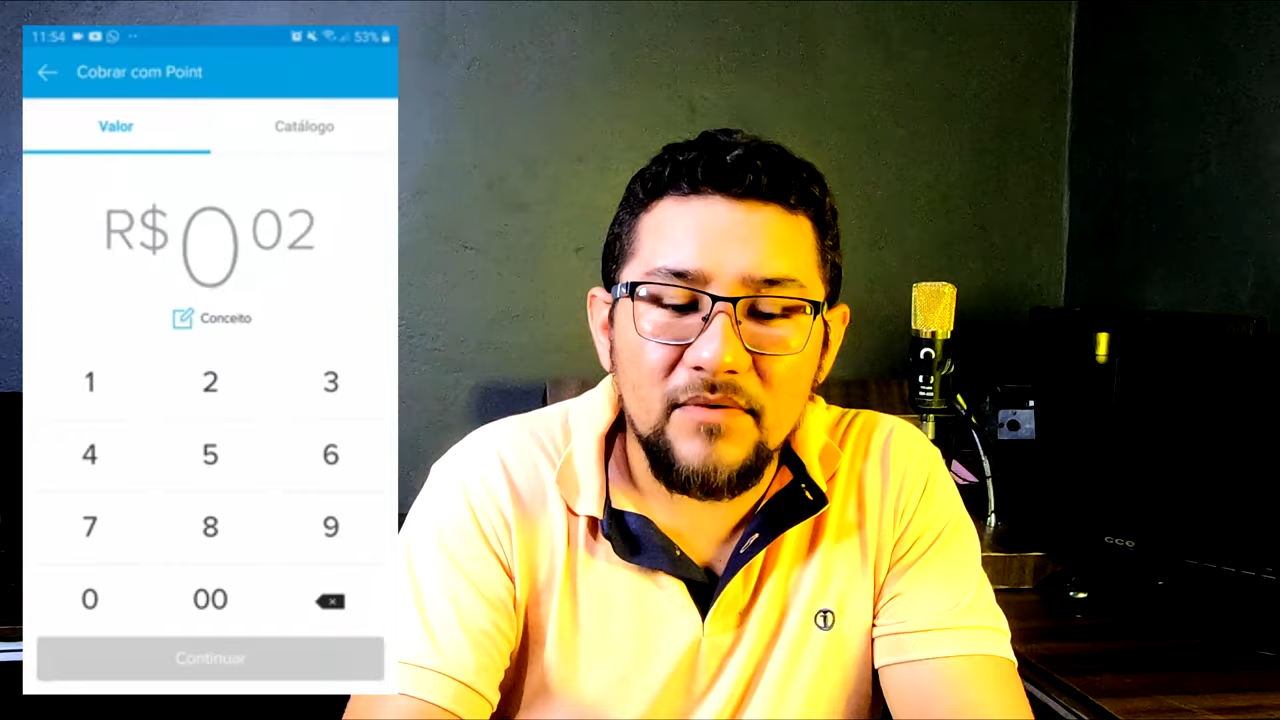 11:54
53%
Cobrar com Point
Valor Catálogo
R$ 0 02
Conceito
1 2 3
4 5 6
7 8 9
0 00
Continuar
CCE